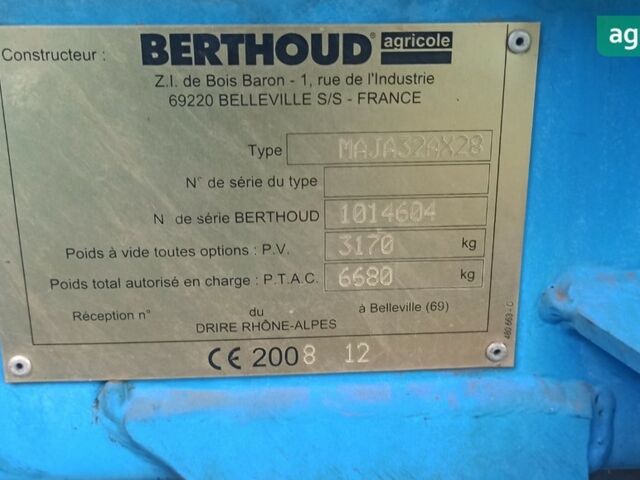 Constructeur : BERTHOUD® agricole
Z.I. de Bois Baron - 1, rue de l'Industrie
69220 BELLEVILLE S/S - FRANCE
Type MAJA32AX28
N° de série du type
N° de série BERTHOUD 1014604
Poids à vide toutes options : P.V. 3170 kg
Poids total autorisé en charge : P.T.A.C. 6680 kg
Réception n° du à Belleville (69)
DRIRE RHÔNE-ALPES
CE 2008 12
460 663 - C
ag